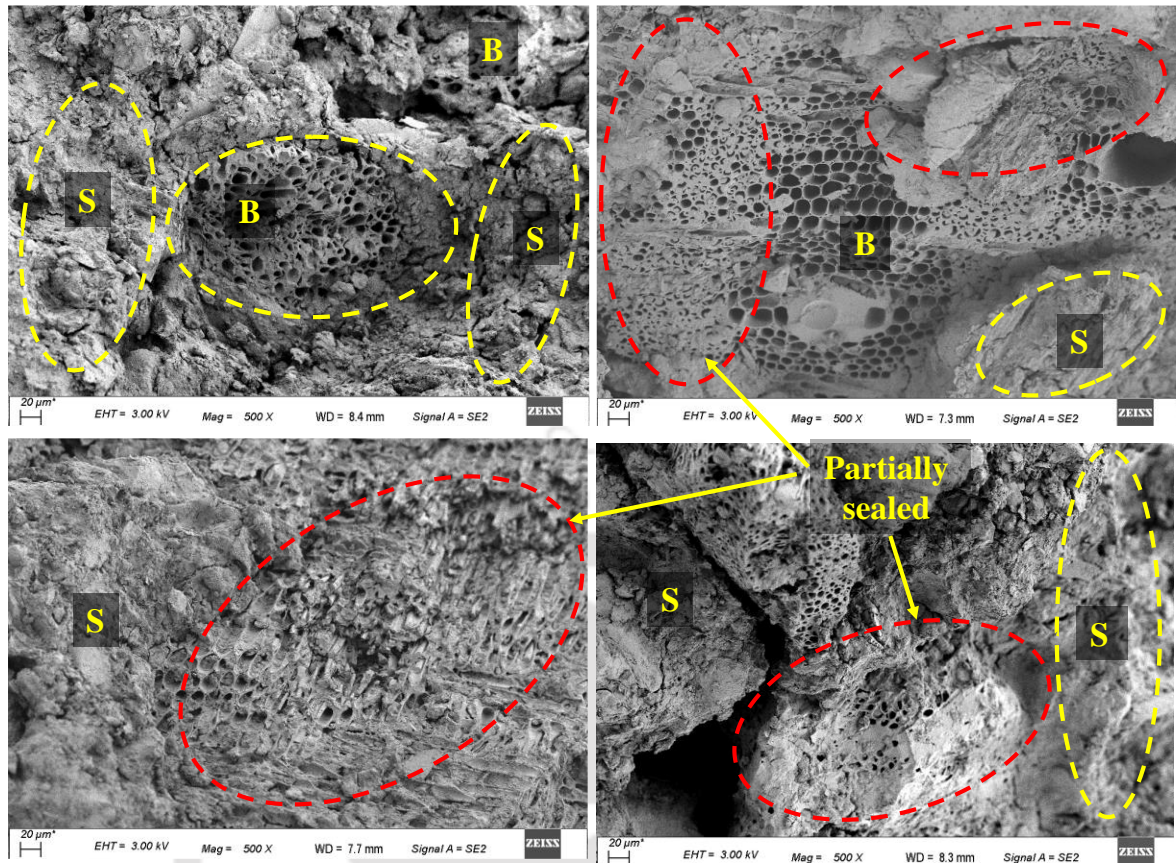 B
S
B
S
20 µm*
EHT = 3.00 kV
Mag = 500 X
WD = 8.4 mm
Signal A = SE2
ZEISS
B
S
20 µm*
EHT = 3.00 kV
Mag = 500 X
WD = 7.3 mm
Signal A = SE2
ZEISS
Partially
sealed
S
20 µm*
EHT = 3.00 kV
Mag = 500 X
WD = 7.7 mm
Signal A = SE2
ZEISS
S
S
20 µm*
EHT = 3.00 kV
Mag = 500 X
WD = 8.3 mm
Signal A = SE2
ZEISS